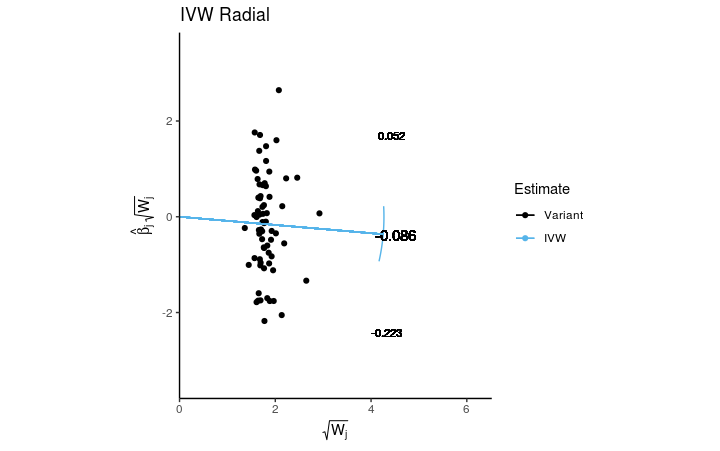 IVW Radial
2
0
-2
0.052
-0.086
-0.223
0 2 4 6
√Wj
β̂j√Wj
Estimate
Variant
IVW